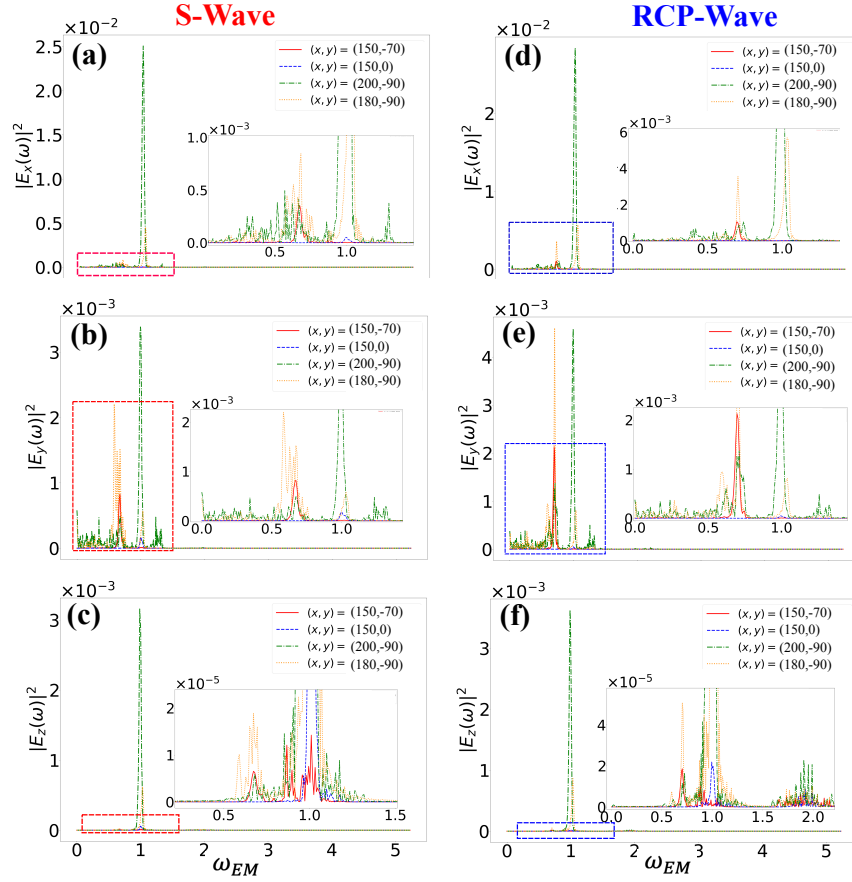 S-Wave
RCP-Wave
×10⁻²
(a)
2.5
2.0
1.5
1.0
0.5
0.0
|Eₓ(ω)|²
(x, y) = (150,-70)
(x, y) = (150,0)
(x, y) = (200,-90)
(x, y) = (180,-90)
×10⁻³
1.0
0.5
0.0
0.5
1.0
×10⁻²
(d)
2
1
0
|Eₓ(ω)|²
(x, y) = (150,-70)
(x, y) = (150,0)
(x, y) = (200,-90)
(x, y) = (180,-90)
×10⁻³
6
4
2
0
0.0
0.5
1.0
×10⁻³
(b)
3
2
1
0
|Eᵧ(ω)|²
(x, y) = (150,-70)
(x, y) = (150,0)
(x, y) = (200,-90)
(x, y) = (180,-90)
×10⁻³
2
1
0
0.0
0.5
1.0
×10⁻³
(e)
4
3
2
1
0
|Eᵧ(ω)|²
(x, y) = (150,-70)
(x, y) = (150,0)
(x, y) = (200,-90)
(x, y) = (180,-90)
×10⁻³
2
1
0
0.0
0.5
1.0
×10⁻³
(c)
3
2
1
0
|E_z(ω)|²
(x, y) = (150,-70)
(x, y) = (150,0)
(x, y) = (200,-90)
(x, y) = (180,-90)
×10⁻⁵
2
1
0
0.5
1.0
1.5
0 1 2 3 4 5
ω_EM
×10⁻³
(f)
3
2
1
0
|E_z(ω)|²
(x, y) = (150,-70)
(x, y) = (150,0)
(x, y) = (200,-90)
(x, y) = (180,-90)
×10⁻⁵
4
2
0
0.0
0.5
1.0
1.5
2.0
0 1 2 3 4 5
ω_EM